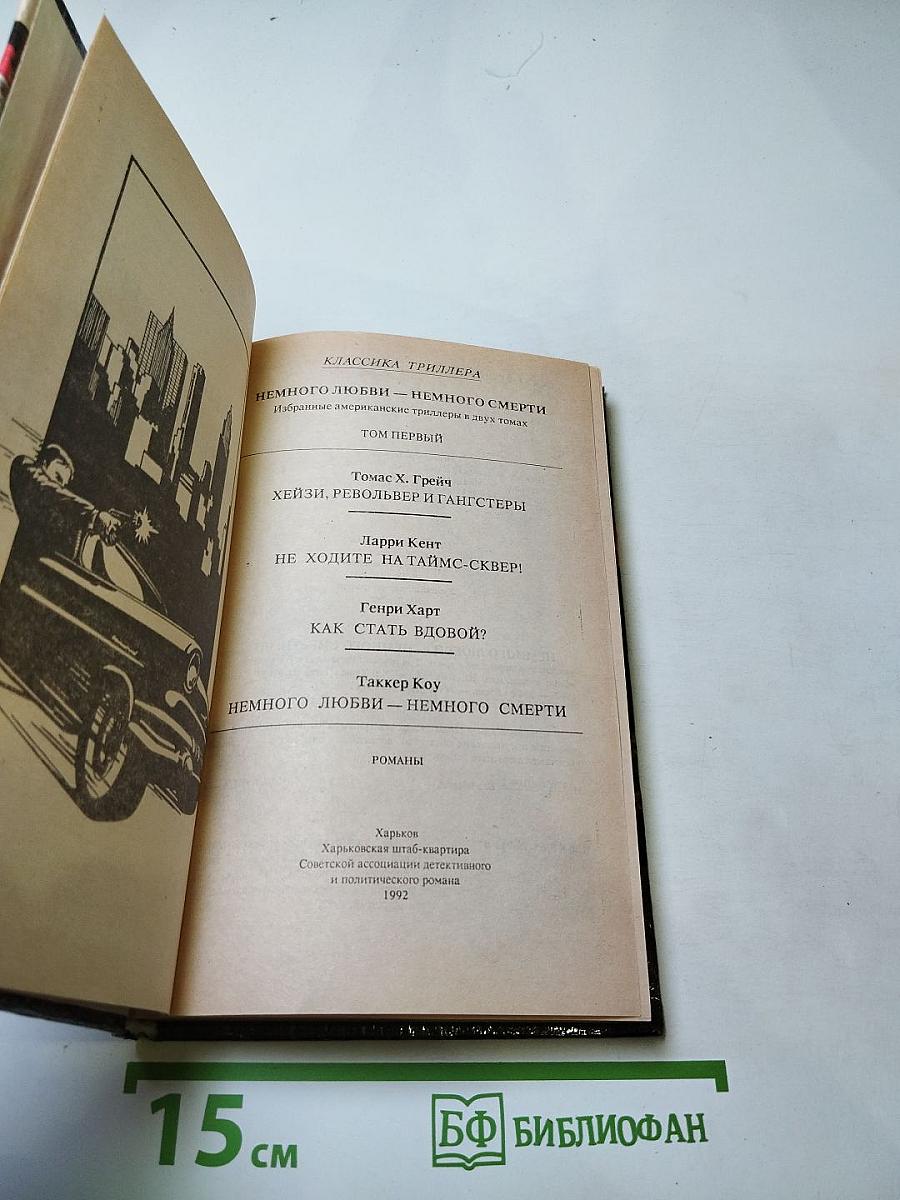 КЛАССИКА ТРИЛЛЕРА
НЕМНОГО ЛЮБВИ — НЕМНОГО СМЕРТИ
Избранные американские триллеры в двух томах
ТОМ ПЕРВЫЙ
Томас Х. Грейч
ХЕЙЗИ, РЕВОЛЬВЕР И ГАНГСТЕРЫ
Ларри Кент
НЕ ХОДИТЕ НА ТАЙМС-СКВЕР!
Генри Харт
КАК СТАТЬ ВДОВОЙ?
Таккер Коу
НЕМНОГО ЛЮБВИ — НЕМНОГО СМЕРТИ
РОМАНЫ
Харьков
Харьковская штаб-квартира
Советской ассоциации детективного
и политического романа
1992
15 см
БФ БИБЛИОФАН